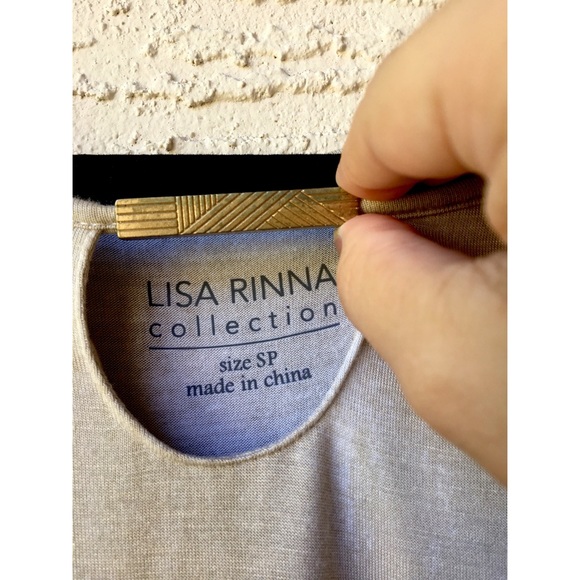 LISA RINNA
collection
size SP
made in china